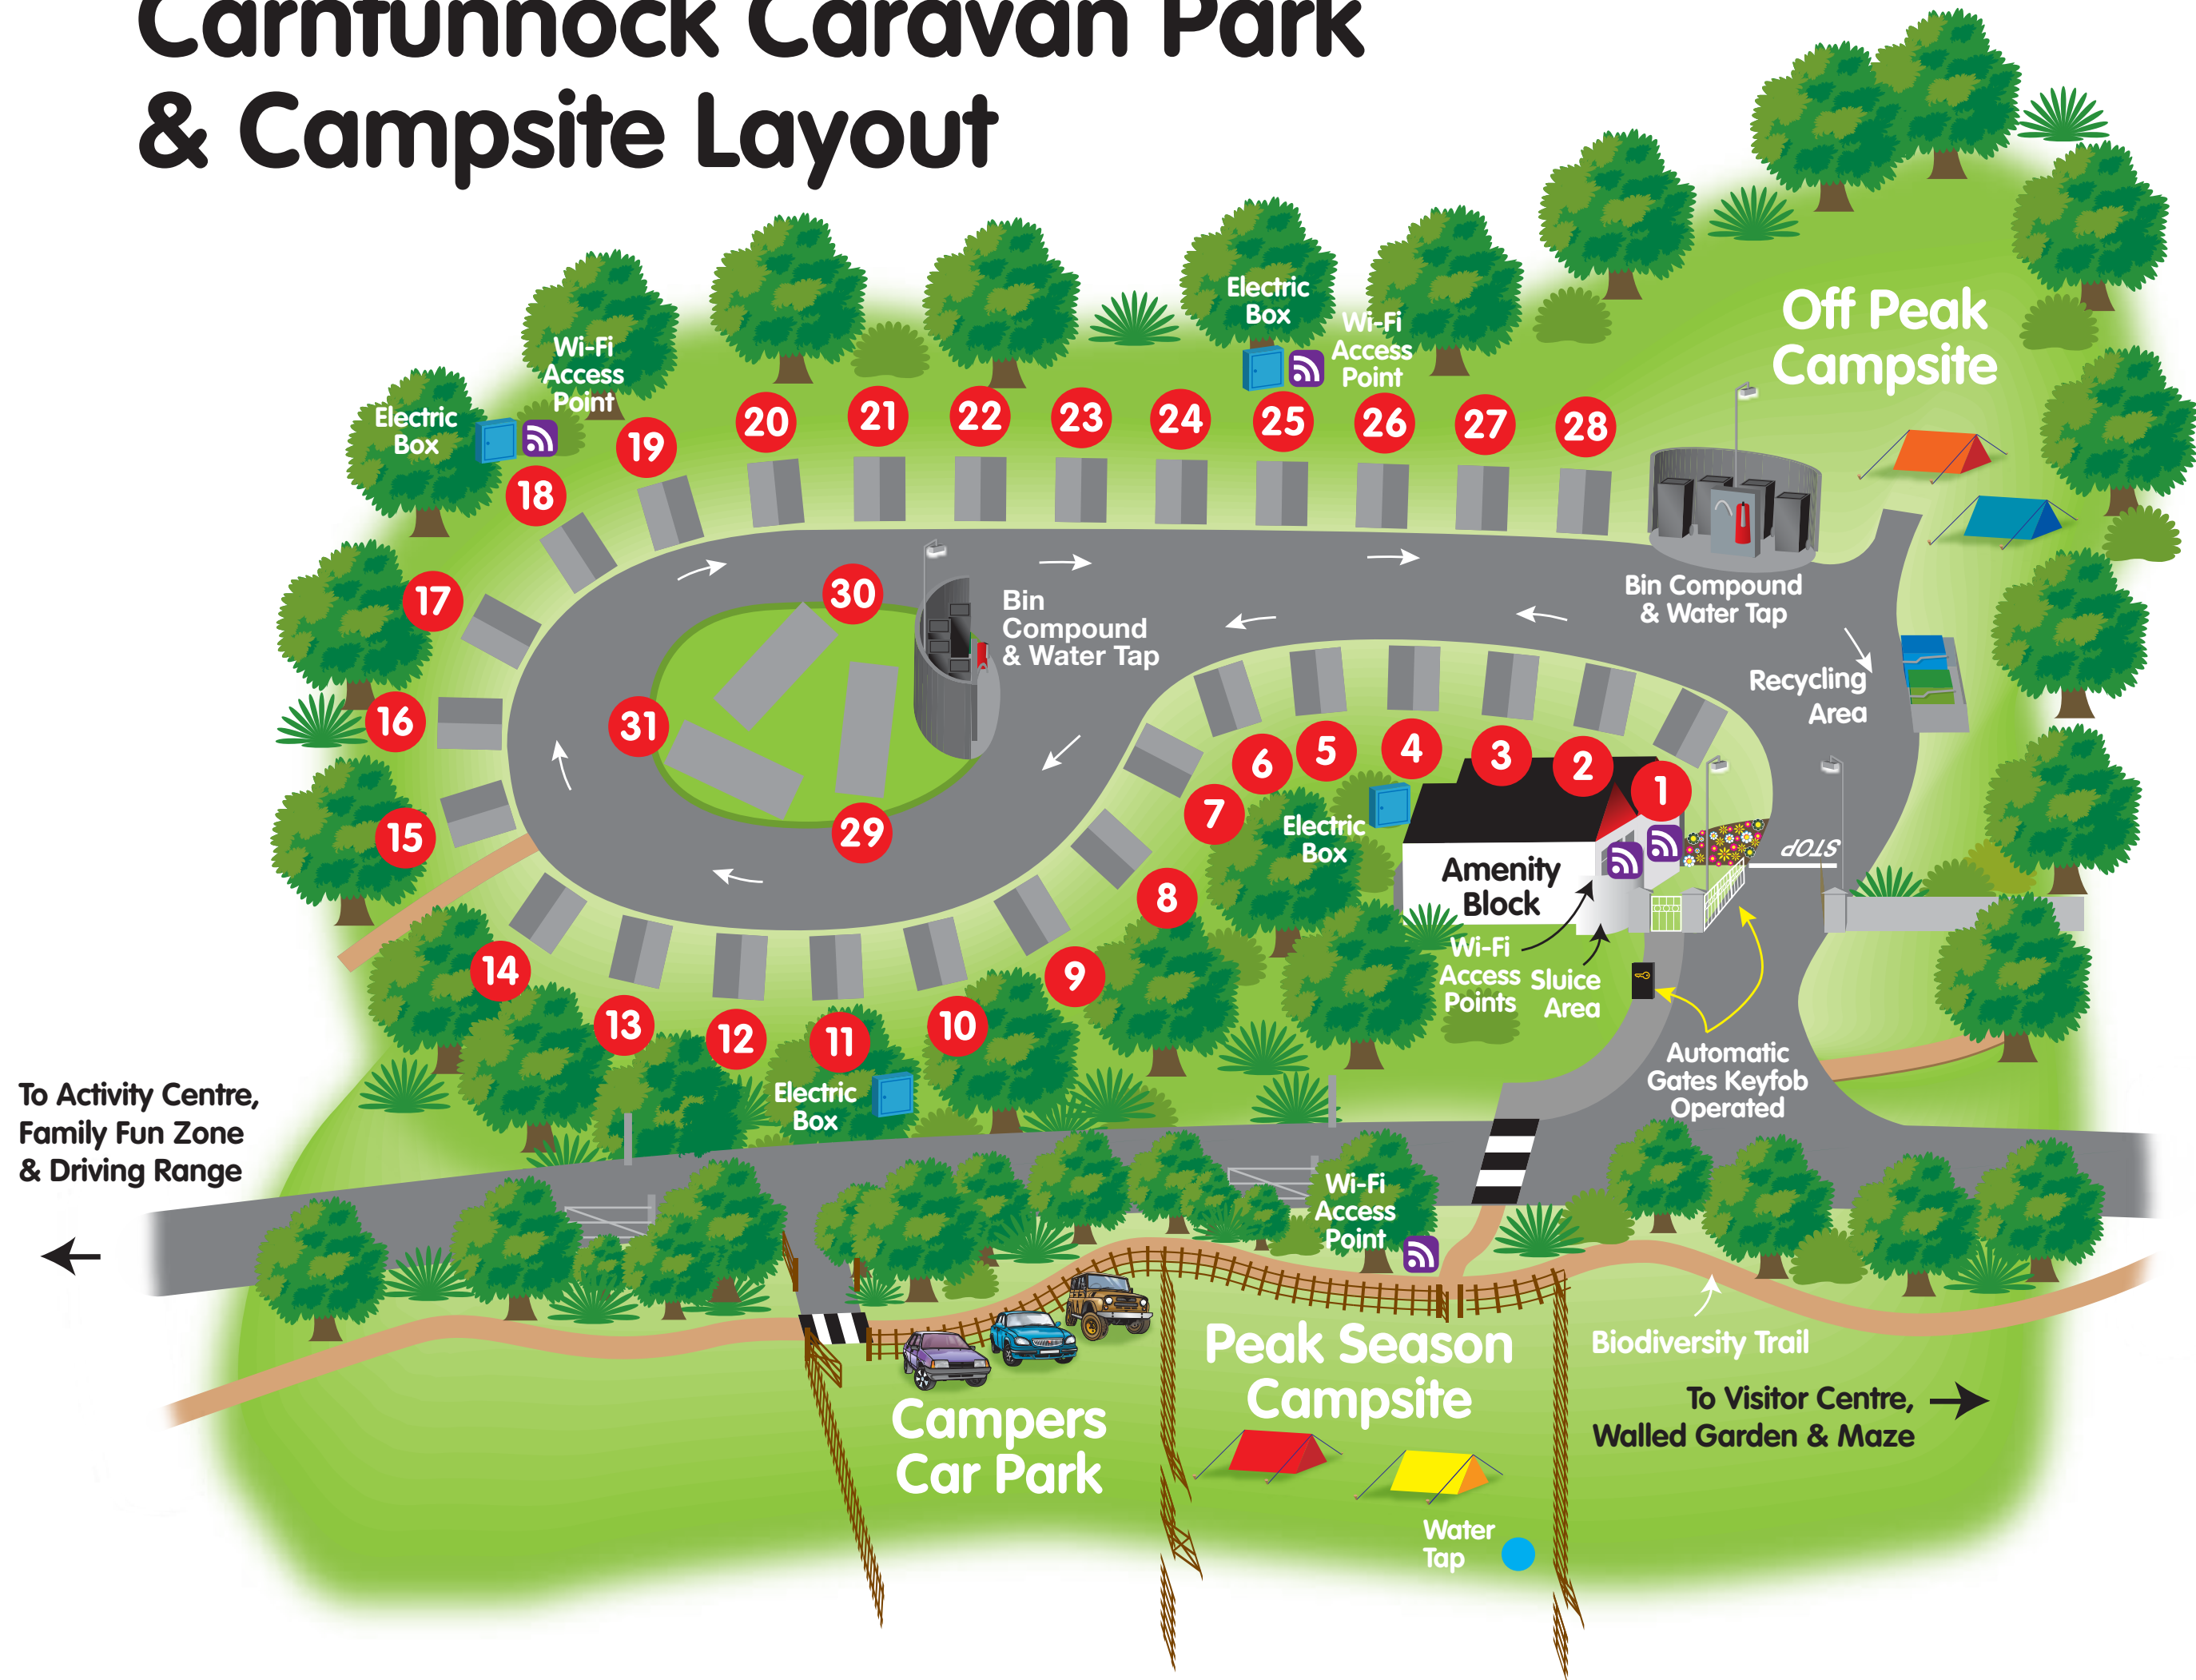 Carnfunnock Caravan Park
& Campsite Layout
Off Peak
Campsite
Electric
Box
Wi-Fi
Access
Point
Wi-Fi
Access
Point
Electric
Box
18
19
20
21
22
23
24
25
26
27
28
17
16
15
30
31
29
Bin
Compound
& Water Tap
Bin Compound
& Water Tap
Recycling
Area
7
6
5
4
3
2
1
Electric
Box
Amenity
Block
STOP
8
9
10
11
12
13
14
Electric
Box
Wi-Fi
Access
Points
Sluice
Area
Automatic
Gates Keyfob
Operated
To Activity Centre,
Family Fun Zone
& Driving Range
Wi-Fi
Access
Point
Peak Season
Campsite
Biodiversity Trail
To Visitor Centre,
Walled Garden & Maze
Campers
Car Park
Water
Tap